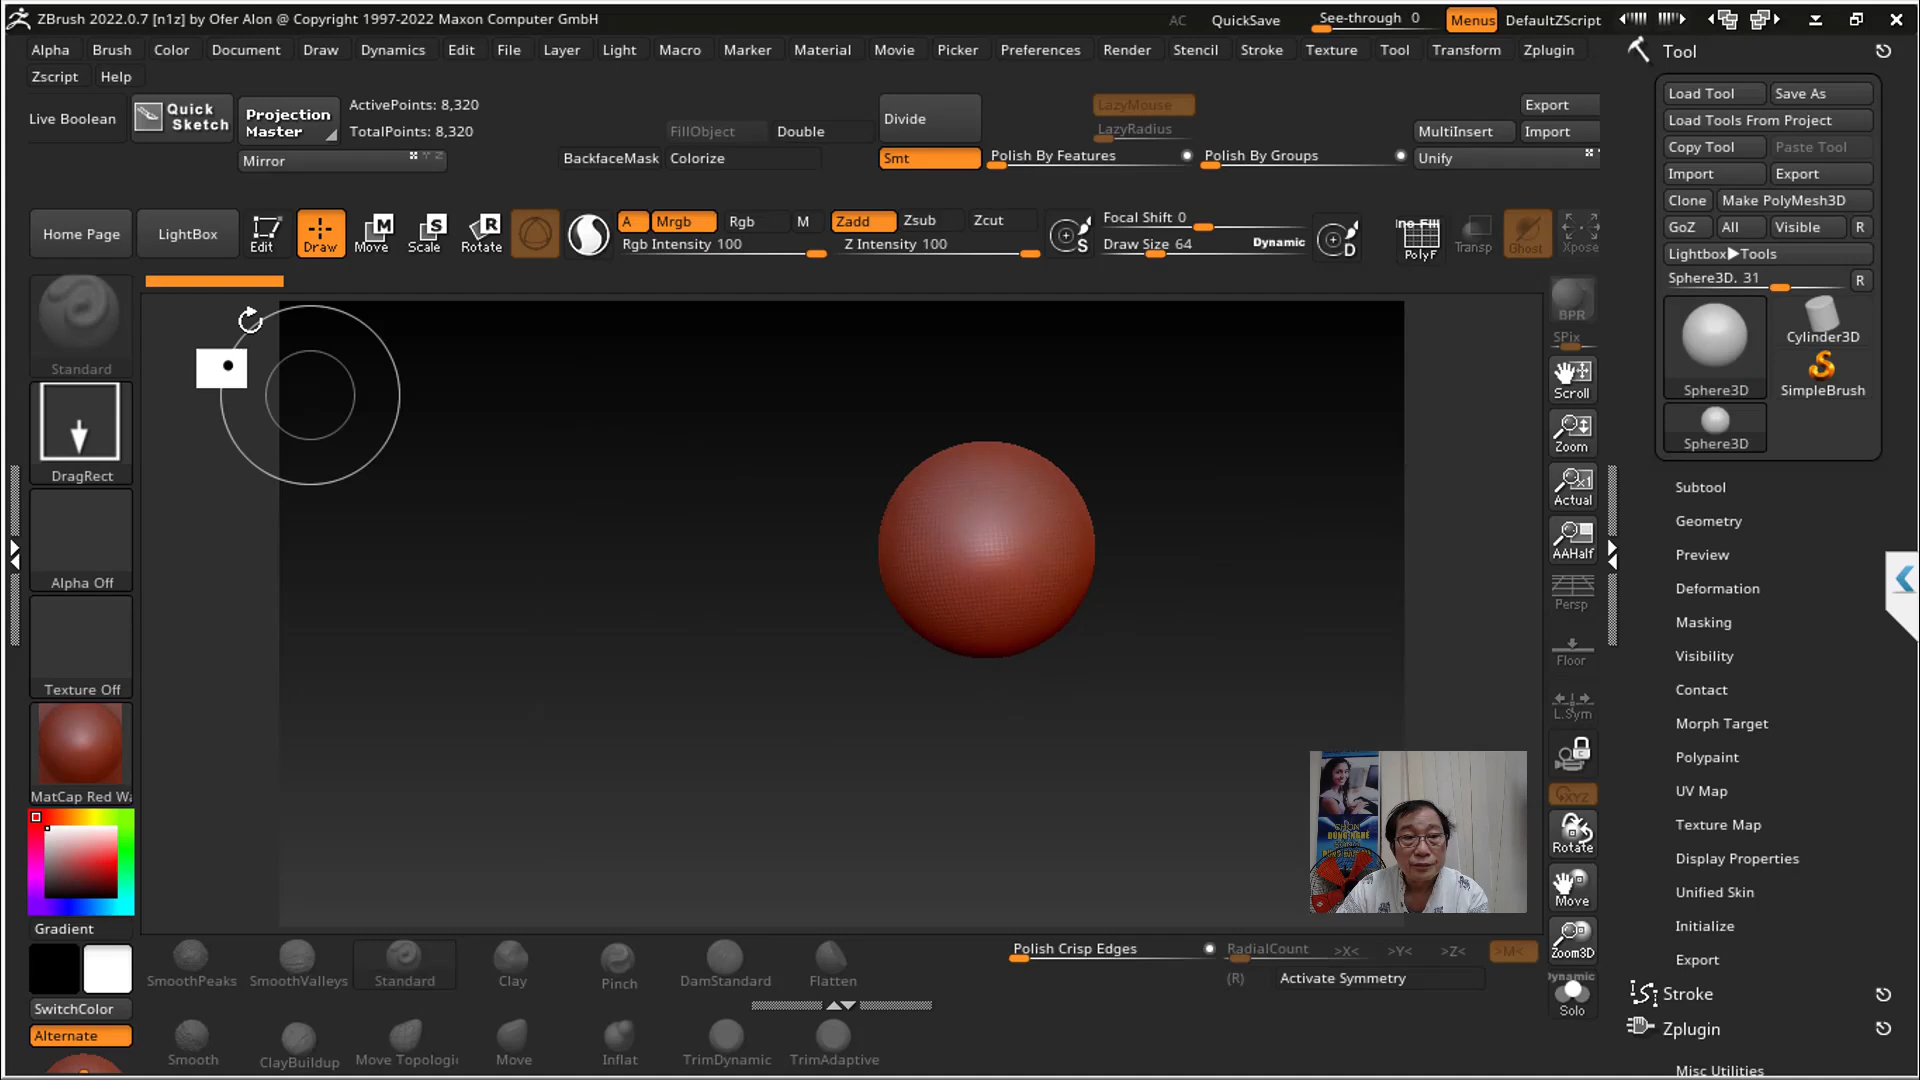 ZBrush 2022.0.7 [n1z] by Ofer Alon @ Copyright 1997-2022 Maxon Computer GmbH
AC QuickSave See-through 0 Menus DefaultZScript
Alpha Brush Color Document Draw Dynamics Edit File Layer Light Macro Marker Material Movie Picker Preferences Render Stencil Stroke Texture Tool Transform Zplugin
Zscript Help
Live Boolean
Quick Sketch
Projection Master
ActivePoints: 8,320
TotalPoints: 8,320
Mirror
FillObject Double
BackfaceMask Colorize
Divide
Smt
LazyMouse
LazyRadius
Polish By Features
Polish By Groups
MultiInsert
Export
Import
Unify
Home Page LightBox Edit Draw Move Scale Rotate
A Mrgb Rgb M
Rgb Intensity 100
Zadd Zsub Zcut
Z Intensity 100
Focal Shift 0
Draw Size 64 Dynamic
S
D
PolyF
Transp Ghost Xpose
Standard
DragRect
Alpha Off
Texture Off
MatCap Red Wa
Gradient
SwitchColor
Alternate
BPR
SPix
Scroll
Zoom
Actual
AAHalf
Persp
Floor
L.Sym
XYZ
Rotate
Move
Zoom3D
Dynamic
Solo
SmoothPeaks SmoothValleys Standard Clay Pinch DamStandard Flatten
Smooth ClayBuildup Move Topologic Move Inflat TrimDynamic TrimAdaptive
Polish Crisp Edges
RadialCount >X< >Y< >Z< >M<
(R) Activate Symmetry
Tool
Load Tool Save As
Load Tools From Project
Copy Tool Paste Tool
Import Export
Clone Make PolyMesh3D
GoZ All Visible R
Lightbox▶Tools
Sphere3D. 31 R
Sphere3D
Cylinder3D
SimpleBrush
Sphere3D
Subtool
Geometry
Preview
Deformation
Masking
Visibility
Contact
Morph Target
Polypaint
UV Map
Texture Map
Display Properties
Unified Skin
Initialize
Export
Stroke
Zplugin
Misc Utilities